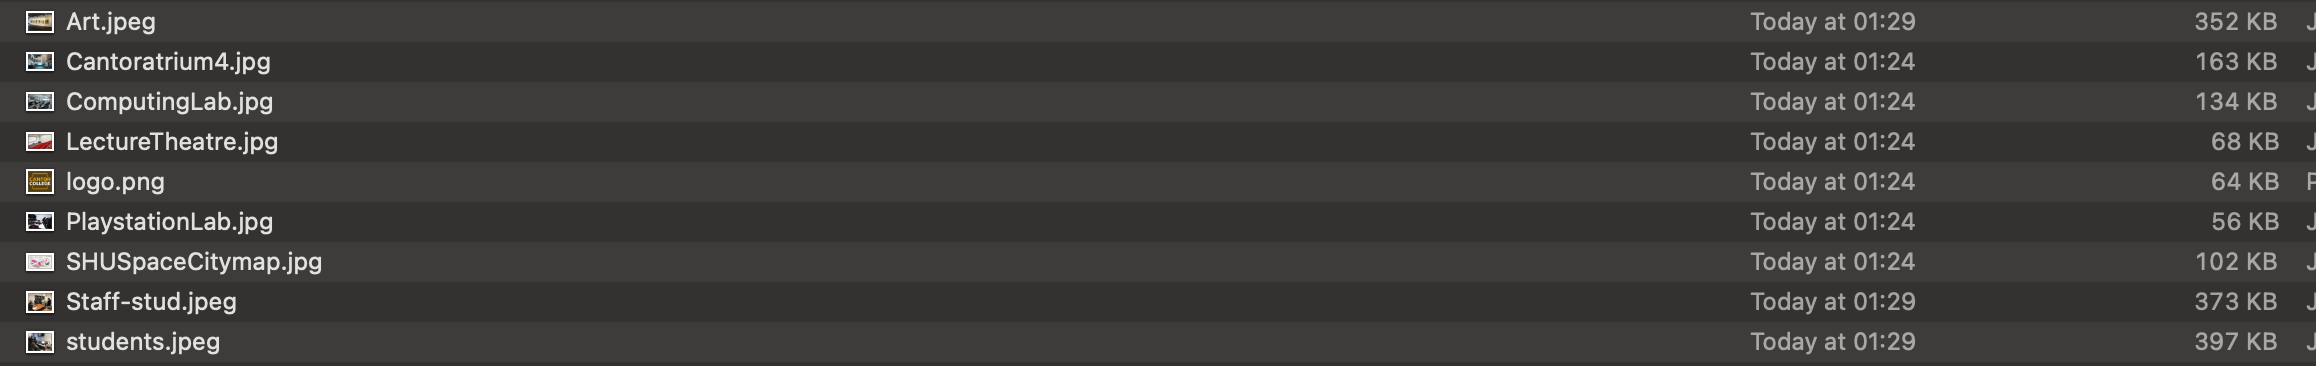 Art.jpeg Today at 01:29 352 KB J
Cantoratrium4.jpg Today at 01:24 163 KB J
ComputingLab.jpg Today at 01:24 134 KB J
LectureTheatre.jpg Today at 01:24 68 KB J
CANTOR
COLLEGE
logo.png Today at 01:24 64 KB P
PlaystationLab.jpg Today at 01:24 56 KB J
SHUSpaceCitymap.jpg Today at 01:24 102 KB J
Staff-stud.jpeg Today at 01:29 373 KB J
students.jpeg Today at 01:29 397 KB J